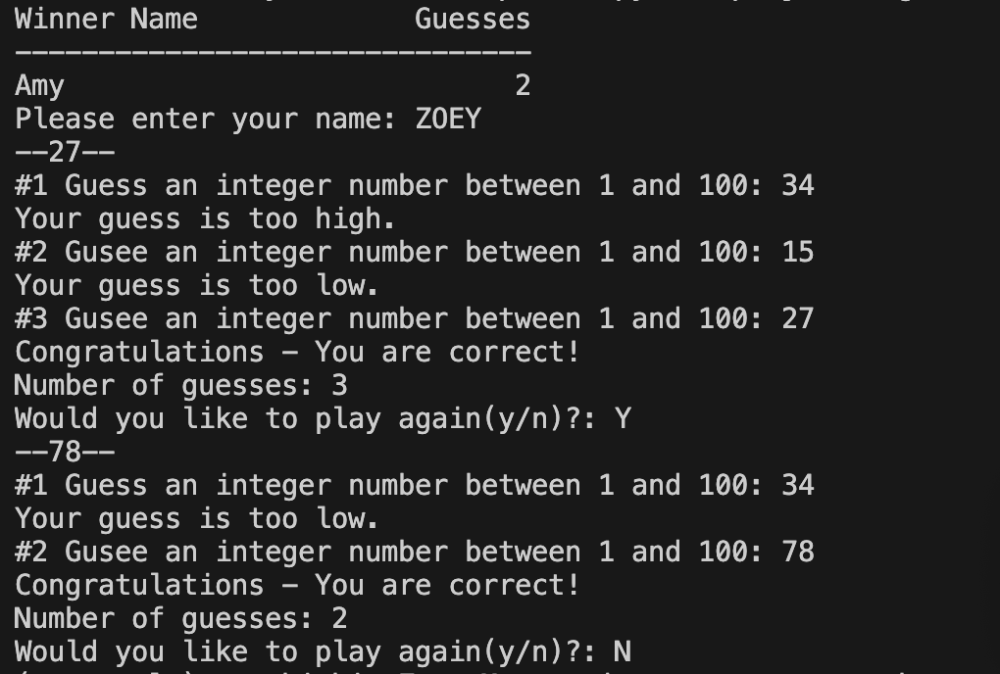 Winner Name             Guesses
-------------------------------
Amy                           2
Please enter your name: ZOEY
--27--
#1 Guess an integer number between 1 and 100: 34
Your guess is too high.
#2 Gusee an integer number between 1 and 100: 15
Your guess is too low.
#3 Gusee an integer number between 1 and 100: 27
Congratulations - You are correct!
Number of guesses: 3
Would you like to play again(y/n)?: Y
--78--
#1 Guess an integer number between 1 and 100: 34
Your guess is too low.
#2 Gusee an integer number between 1 and 100: 78
Congratulations - You are correct!
Number of guesses: 2
Would you like to play again(y/n)?: N